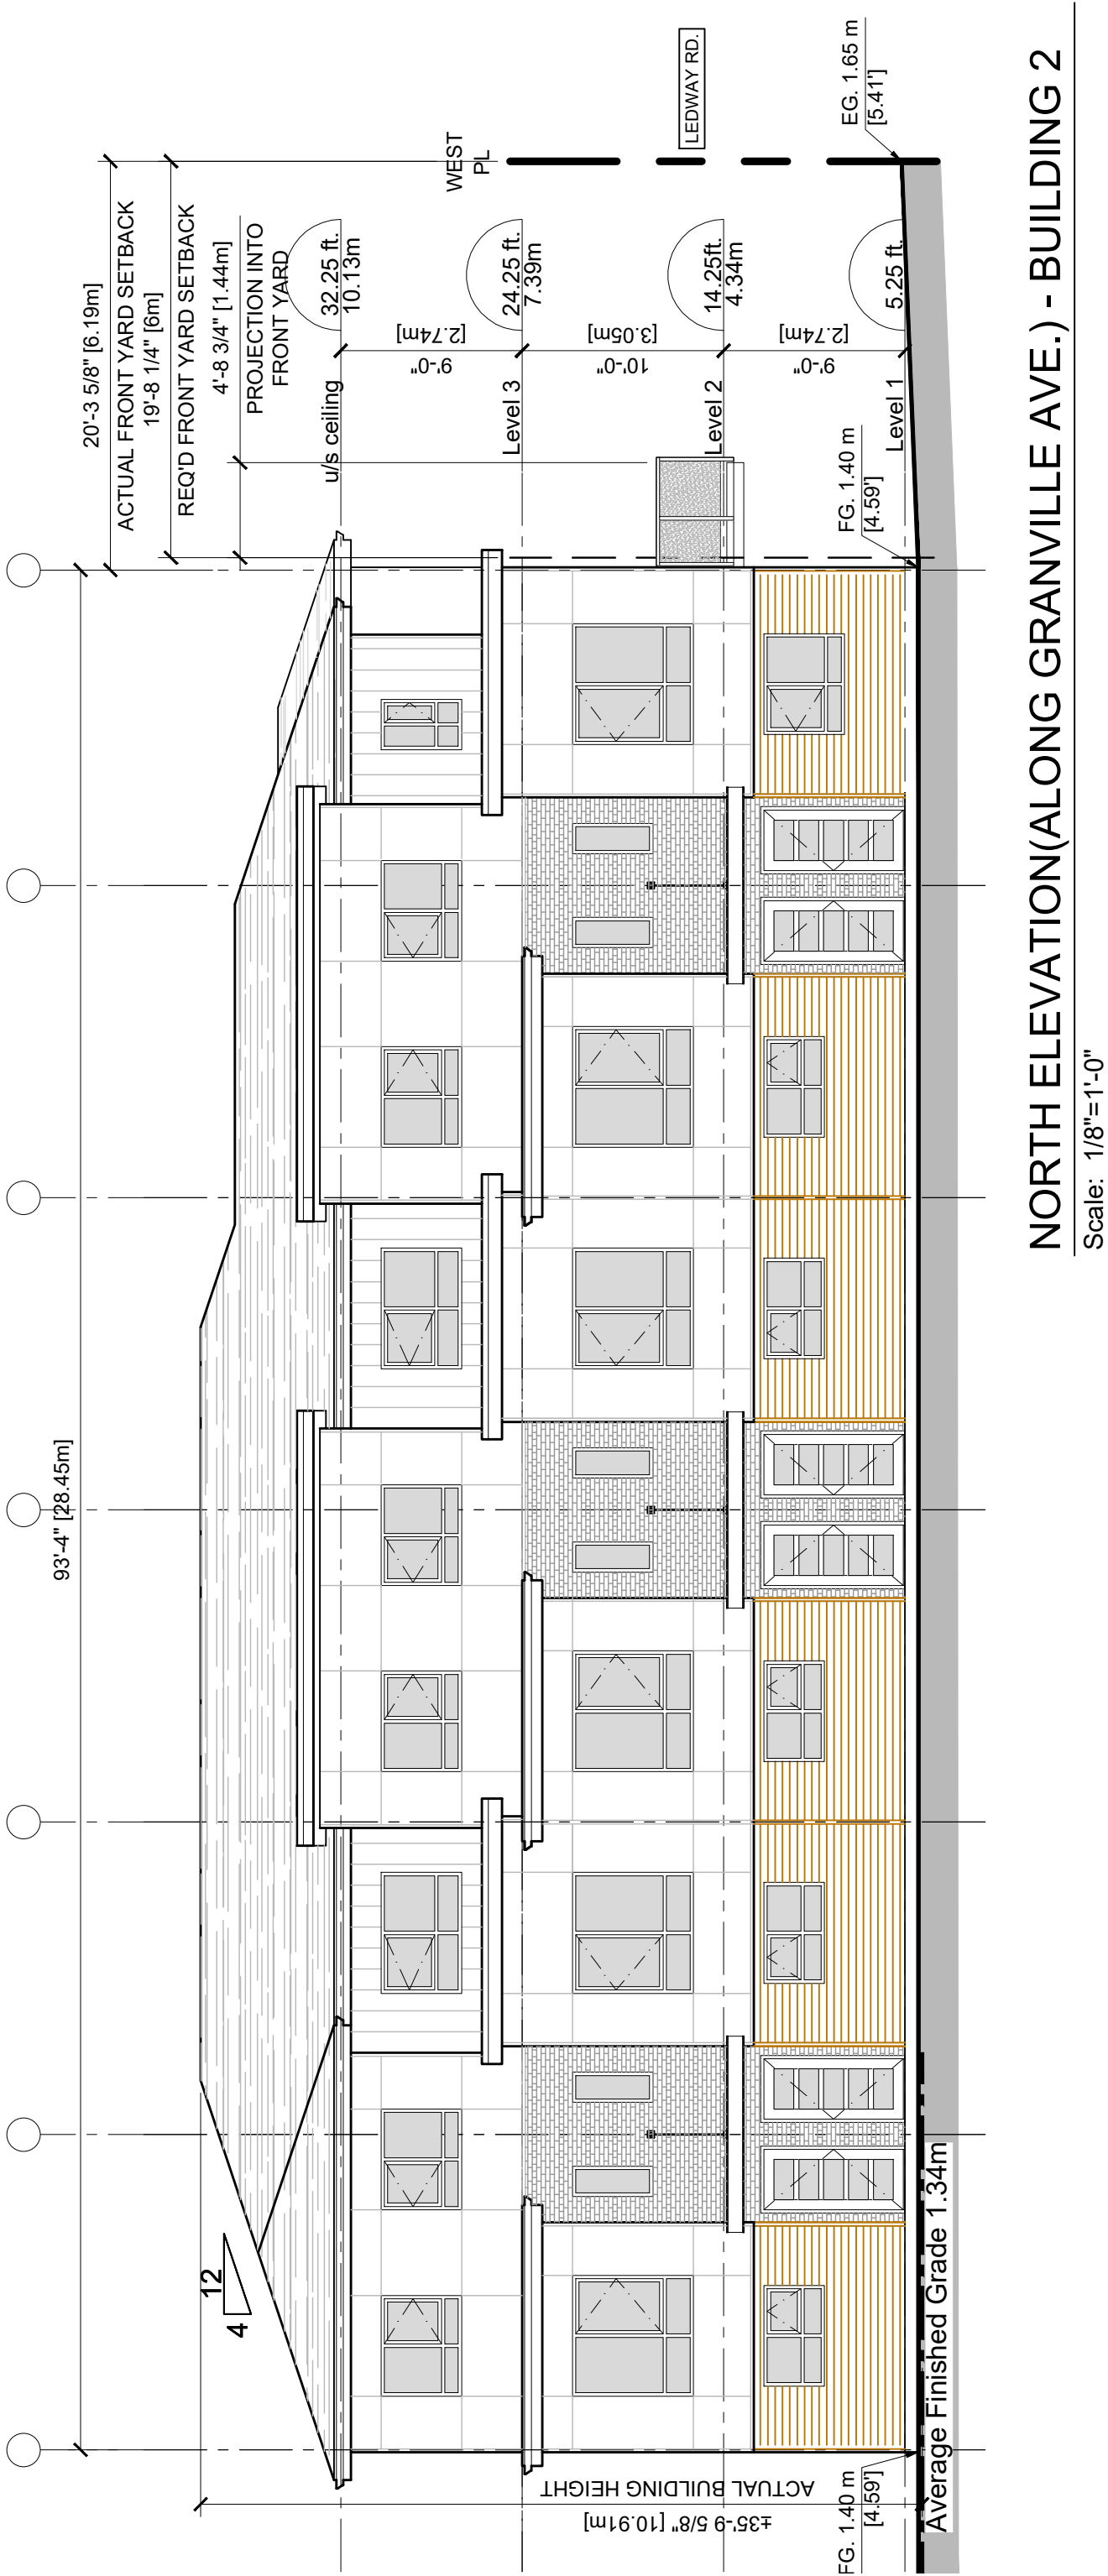 20'-3 5/8" [6.19m]
ACTUAL FRONT YARD SETBACK
19'-8 1/4" [6m]
REQ'D FRONT YARD SETBACK
4'-8 3/4" [1.44m]
PROJECTION INTO
FRONT YARD
93'-4" [28.45m]
WEST
PL
LEDWAY RD.
EG. 1.65 m
[5.41']
12
4
u/s ceiling
32.25 ft.
10.13m
9'-0"
[2.74m]
Level 3
24.25 ft.
7.39m
10'-0"
[3.05m]
Level 2
14.25ft.
4.34m
9'-0"
[2.74m]
Level 1
5.25 ft.
FG. 1.40 m
[4.59']
±35'-9 5/8" [10.91m]
ACTUAL BUILDING HEIGHT
FG. 1.40 m
[4.59']
Average Finished Grade 1.34m
NORTH ELEVATION(ALONG GRANVILLE AVE.) - BUILDING 2
Scale: 1/8"=1'-0"